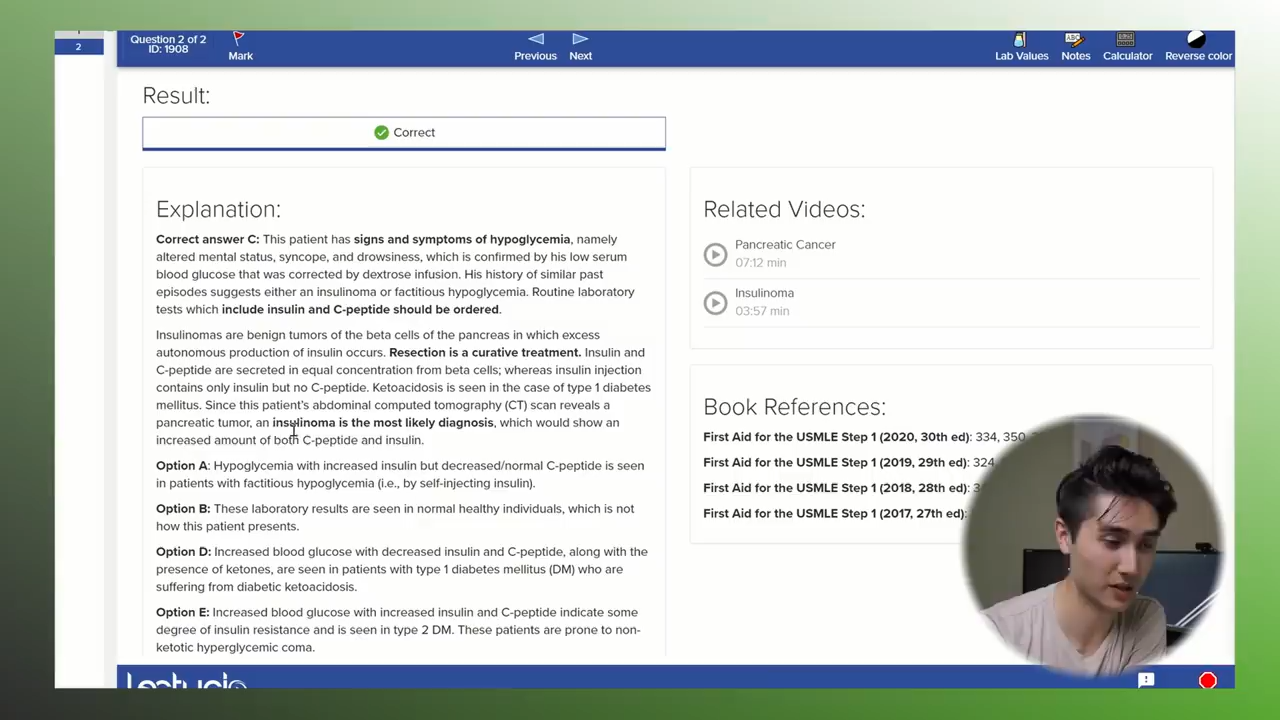 2
Question 2 of 2
ID: 1908
Mark
Previous
Next
Lab Values
Notes
Calculator
Reverse color
Result:
Correct
Explanation:
Correct answer C: This patient has signs and symptoms of hypoglycemia, namely
altered mental status, syncope, and drowsiness, which is confirmed by his low serum
blood glucose that was corrected by dextrose infusion. His history of similar past
episodes suggests either an insulinoma or factitious hypoglycemia. Routine laboratory
tests which include insulin and C-peptide should be ordered.
Insulinomas are benign tumors of the beta cells of the pancreas in which excess
autonomous production of insulin occurs. Resection is a curative treatment. Insulin and
C-peptide are secreted in equal concentration from beta cells; whereas insulin injection
contains only insulin but no C-peptide. Ketoacidosis is seen in the case of type 1 diabetes
mellitus. Since this patient's abdominal computed tomography (CT) scan reveals a
pancreatic tumor, an insulinoma is the most likely diagnosis, which would show an
increased amount of both C-peptide and insulin.
Option A: Hypoglycemia with increased insulin but decreased/normal C-peptide is seen
in patients with factitious hypoglycemia (i.e., by self-injecting insulin).
Option B: These laboratory results are seen in normal healthy individuals, which is not
how this patient presents.
Option D: Increased blood glucose with decreased insulin and C-peptide, along with the
presence of ketones, are seen in patients with type 1 diabetes mellitus (DM) who are
suffering from diabetic ketoacidosis.
Option E: Increased blood glucose with increased insulin and C-peptide indicate some
degree of insulin resistance and is seen in type 2 DM. These patients are prone to non-
ketotic hyperglycemic coma.
Related Videos:
Pancreatic Cancer
07:12 min
Insulinoma
03:57 min
Book References:
First Aid for the USMLE Step 1 (2020, 30th ed): 334, 350
First Aid for the USMLE Step 1 (2019, 29th ed): 324
First Aid for the USMLE Step 1 (2018, 28th ed):
First Aid for the USMLE Step 1 (2017, 27th ed):
Lecturio